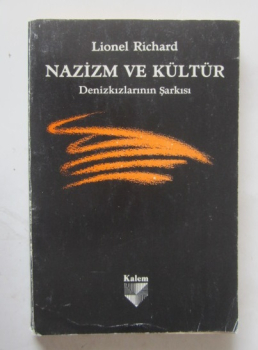 Lionel Richard
NAZİZM VE KÜLTÜR
Denizkızlarının Şarkısı
Kalem